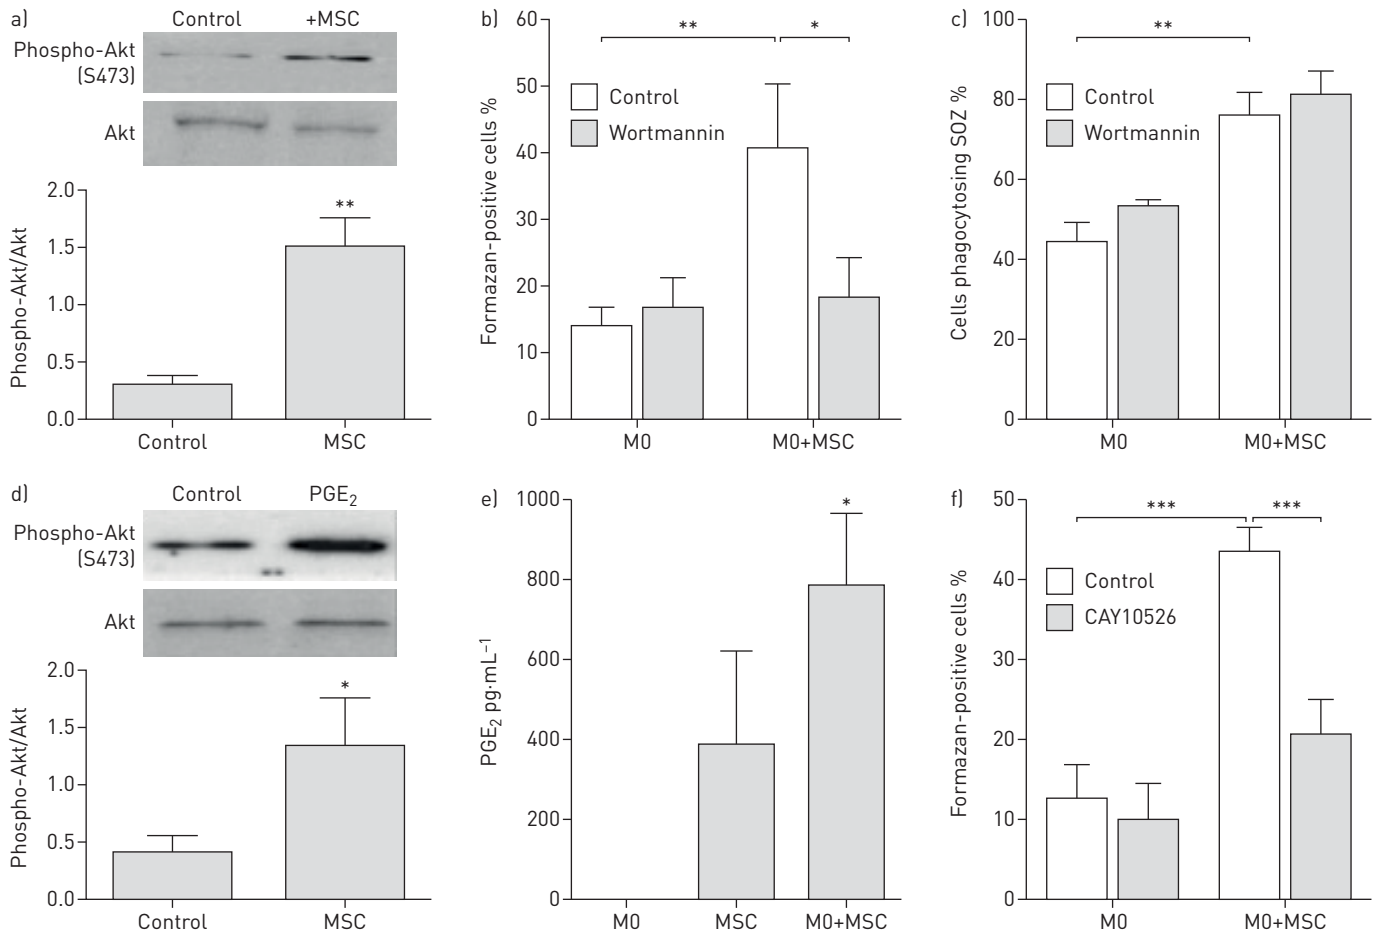 a)
Control +MSC
Phospho-Akt
(S473)
Akt
Phospho-Akt/Akt
2.0
1.5
1.0
0.5
0.0
**
Control MSC
b)
Formazan-positive cells %
60
50
40
30
20
10
0
** *
Control
Wortmannin
M0 M0+MSC
c)
Cells phagocytosing SOZ %
100
80
60
40
20
0
**
Control
Wortmannin
M0 M0+MSC
d)
Control PGE₂
Phospho-Akt
(S473)
Akt
Phospho-Akt/Akt
2.0
1.5
1.0
0.5
0.0
*
Control MSC
e)
PGE₂ pg·mL⁻¹
1000
800
600
400
200
0
*
M0 MSC M0+MSC
f)
Formazan-positive cells %
50
40
30
20
10
0
*** ***
Control
CAY10526
M0 M0+MSC